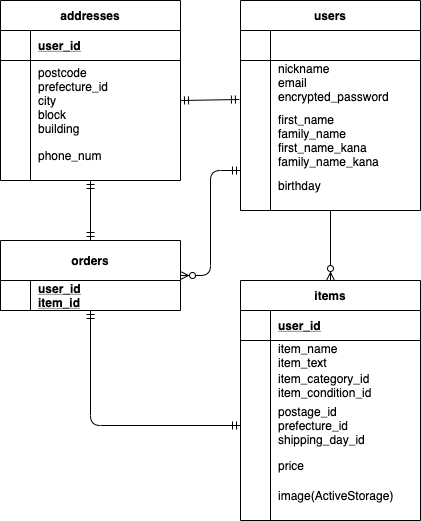 addresses
user_id
postcode
prefecture_id
city
block
building
phone_num
users
nickname
email
encrypted_password
first_name
family_name
first_name_kana
family_name_kana
birthday
orders
user_id
item_id
items
user_id
item_name
item_text
item_category_id
item_condition_id
postage_id
prefecture_id
shipping_day_id
price
image(ActiveStorage)